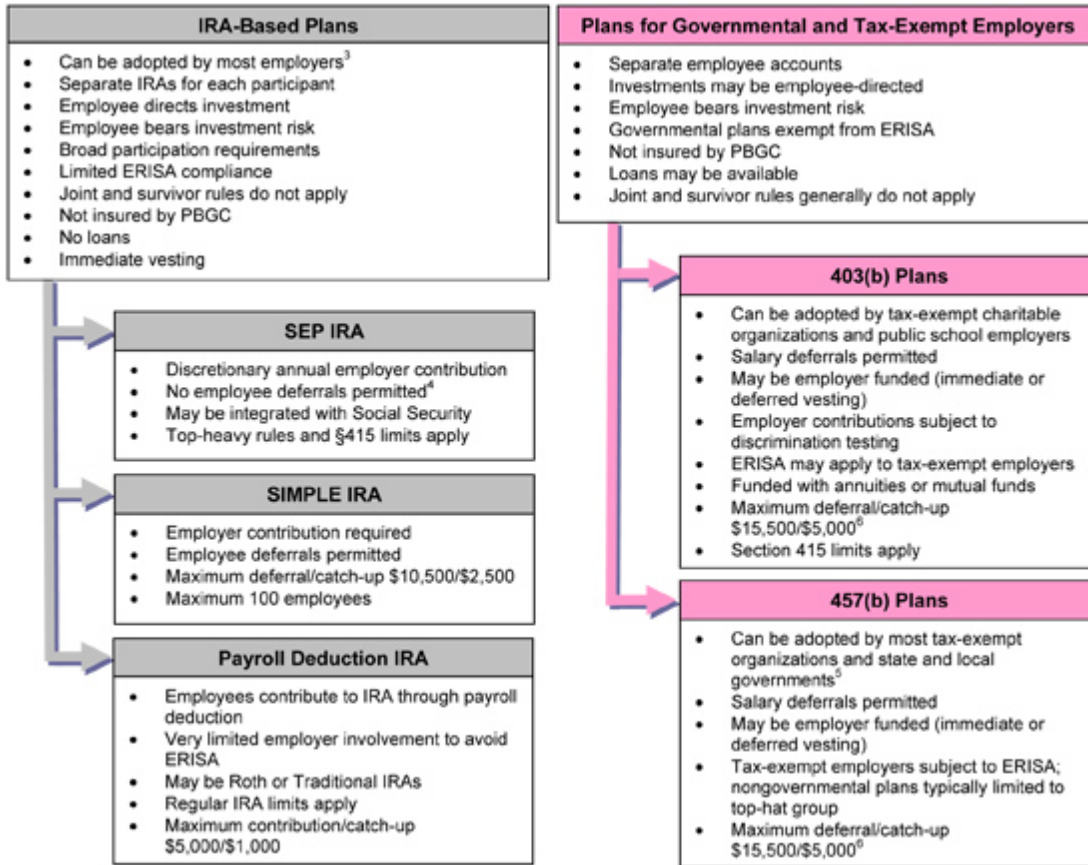 IRA-Based Plans
• Can be adopted by most employers³
• Separate IRAs for each participant
• Employee directs investment
• Employee bears investment risk
• Broad participation requirements
• Limited ERISA compliance
• Joint and survivor rules do not apply
• Not insured by PBGC
• No loans
• Immediate vesting
SEP IRA
• Discretionary annual employer contribution
• No employee deferrals permitted⁴
• May be integrated with Social Security
• Top-heavy rules and §415 limits apply
SIMPLE IRA
• Employer contribution required
• Employee deferrals permitted
• Maximum deferral/catch-up $10,500/$2,500
• Maximum 100 employees
Payroll Deduction IRA
• Employees contribute to IRA through payroll
deduction
• Very limited employer involvement to avoid
ERISA
• May be Roth or Traditional IRAs
• Regular IRA limits apply
• Maximum contribution/catch-up
$5,000/$1,000
Plans for Governmental and Tax-Exempt Employers
• Separate employee accounts
• Investments may be employee-directed
• Employee bears investment risk
• Governmental plans exempt from ERISA
• Not insured by PBGC
• Loans may be available
• Joint and survivor rules generally do not apply
403(b) Plans
• Can be adopted by tax-exempt charitable
organizations and public school employers
• Salary deferrals permitted
• May be employer funded (immediate or
deferred vesting)
• Employer contributions subject to
discrimination testing
• ERISA may apply to tax-exempt employers
• Funded with annuities or mutual funds
• Maximum deferral/catch-up
$15,500/$5,000⁶
• Section 415 limits apply
457(b) Plans
• Can be adopted by most tax-exempt
organizations and state and local
governments⁵
• Salary deferrals permitted
• May be employer funded (immediate or
deferred vesting)
• Tax-exempt employers subject to ERISA;
nongovernmental plans typically limited to
top-hat group
• Maximum deferral/catch-up
$15,500/$5,000⁶